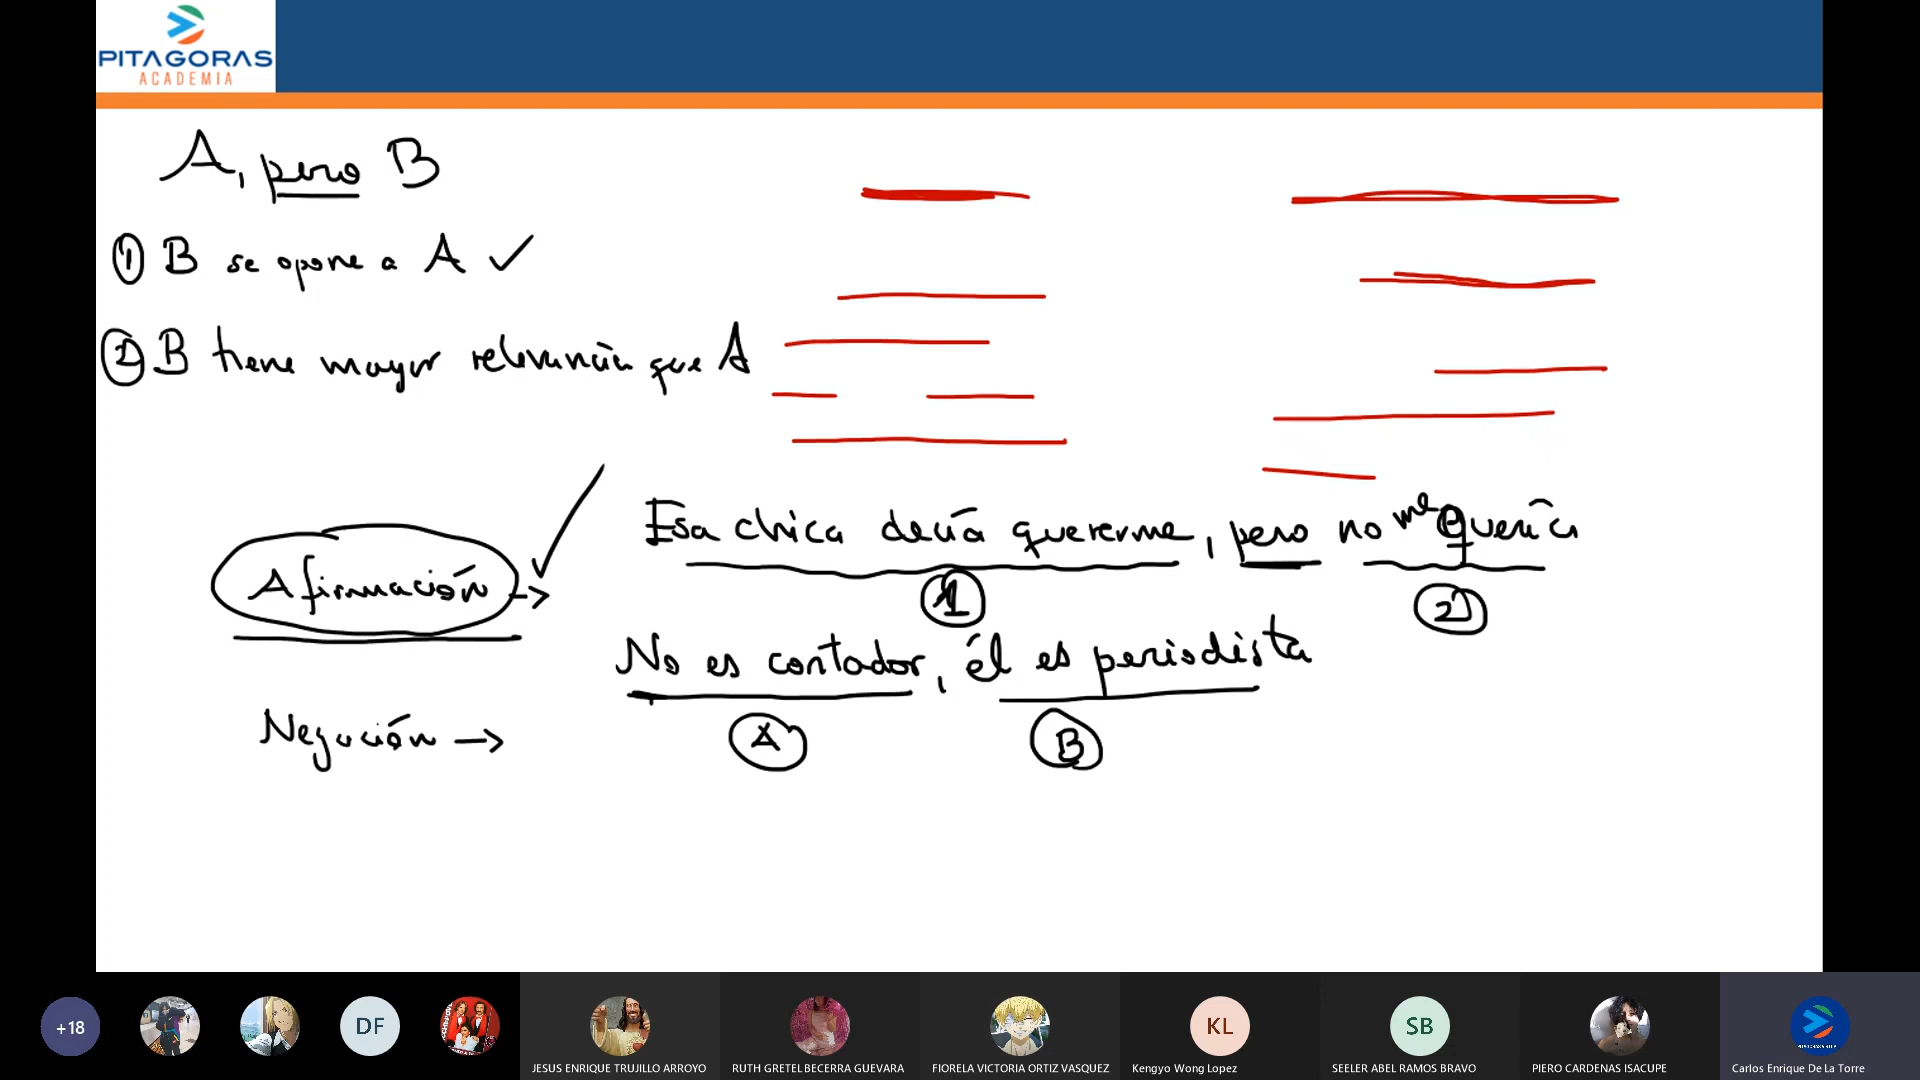 PITAGORAS
ACADEMIA
A, pero B
① B se opone a A ✓
② B tiene mayor relevancia que A
Esa chica decía quererme, pero no me quería
Afirmación →
1
2
No es contador, él es periodista
Negación →
A
B
+18
DF
KL
SB
JESUS ENRIQUE TRUJILLO ARROYO
RUTH GRETEL BECERRA GUEVARA
FIORELA VICTORIA ORTIZ VASQUEZ
Kengyo Wong Lopez
SEELER ABEL RAMOS BRAVO
PIERO CARDENAS ISACUPE
Carlos Enrique De La Torre